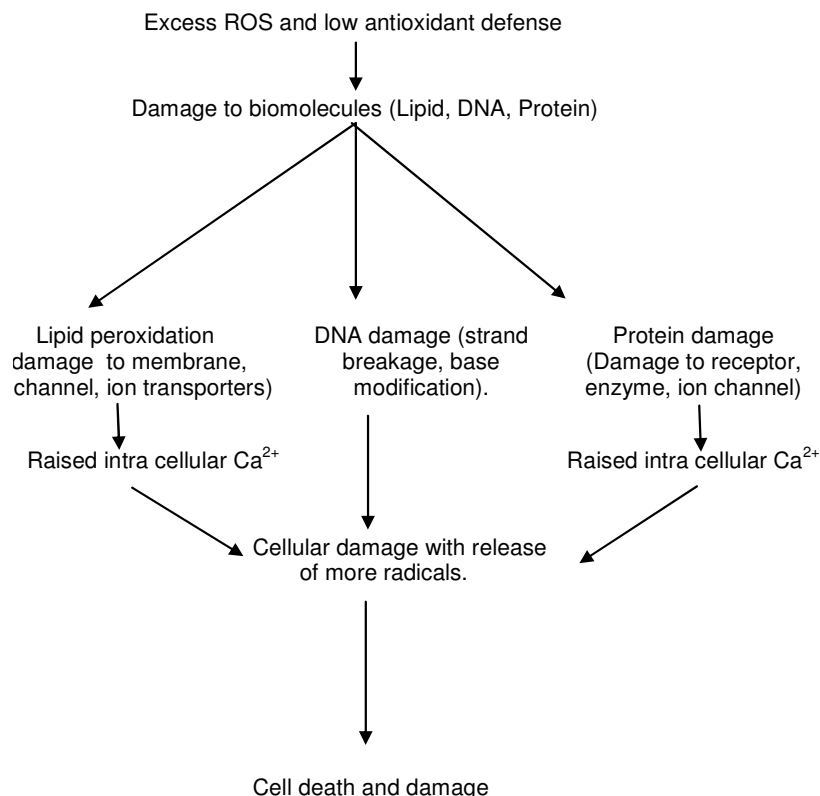 Excess ROS and low antioxidant defense
Damage to biomolecules (Lipid, DNA, Protein)
Lipid peroxidation
damage to membrane,
channel, ion transporters)
DNA damage (strand
breakage, base
modification).
Protein damage
(Damage to receptor,
enzyme, ion channel)
Raised intra cellular Ca²⁺
Raised intra cellular Ca²⁺
Cellular damage with release
of more radicals.
Cell death and damage